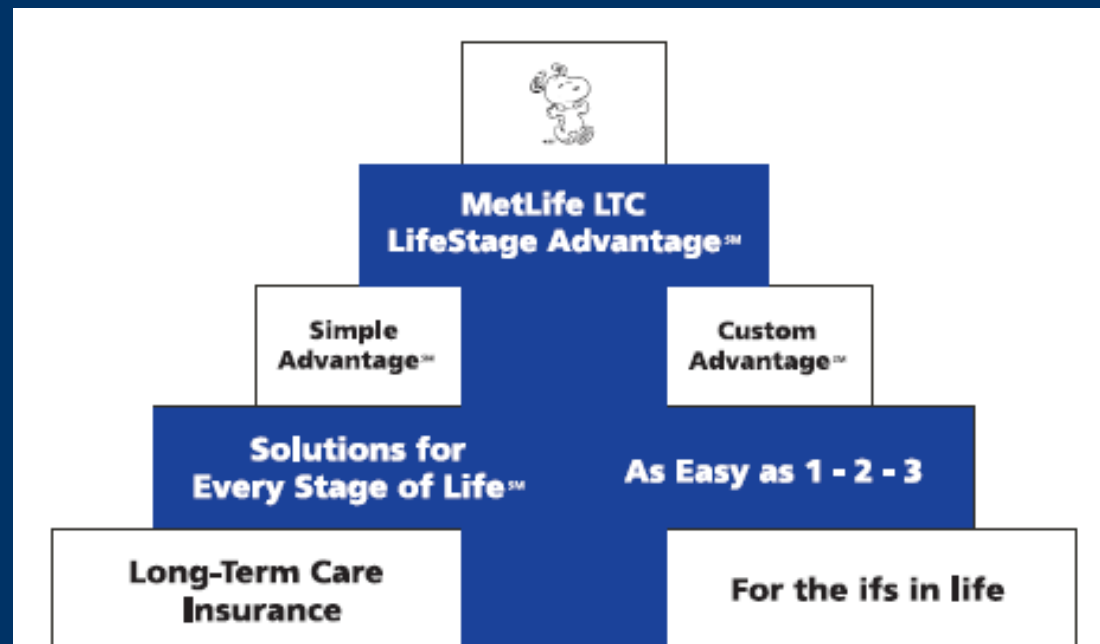 MetLife LTC
LifeStage Advantage℠
Simple
Advantage℠
Custom
Advantage℠
Solutions for
Every Stage of Life℠
As Easy as 1 - 2 - 3
Long-Term Care
Insurance
For the ifs in life